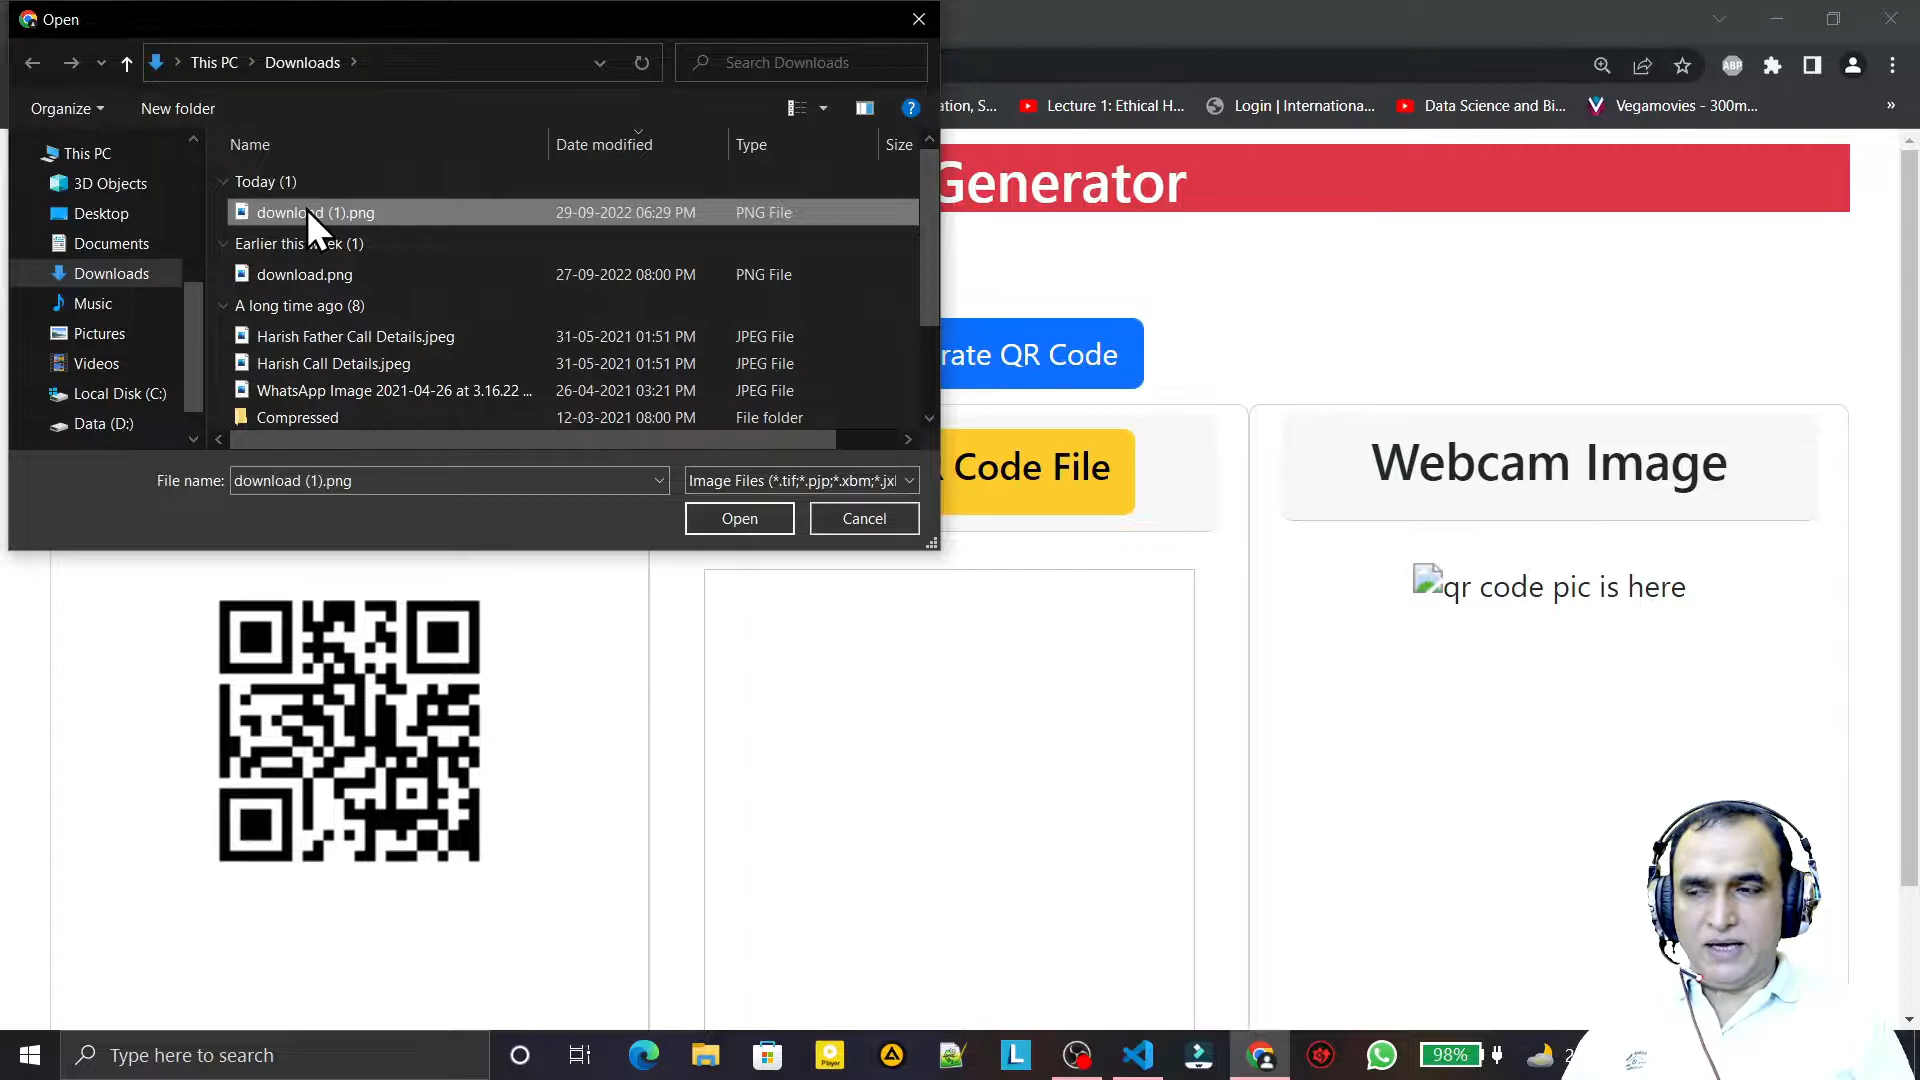 Open
This PC
Downloads
Search Downloads
Organize
New folder
ation, S...
Lecture 1: Ethical H...
Login | Internationa...
Data Science and Bi...
Vegamovies - 300m...
ABP
This PC
3D Objects
Desktop
Documents
Downloads
Music
Pictures
Videos
Local Disk (C:)
Data (D:)
Name
Date modified
Type
Size
Today (1)
download (1).png
29-09-2022 06:29 PM
PNG File
Earlier this week (1)
download.png
27-09-2022 08:00 PM
PNG File
A long time ago (8)
Harish Father Call Details.jpeg
31-05-2021 01:51 PM
JPEG File
Harish Call Details.jpeg
31-05-2021 01:51 PM
JPEG File
WhatsApp Image 2021-04-26 at 3.16.22 ...
26-04-2021 03:21 PM
JPEG File
Compressed
12-03-2021 08:00 PM
File folder
File name:
download (1).png
Image Files (*.tif;*.pjp;*.xbm;*.jxl
Open
Cancel
Generator
rate QR Code
Code File
Webcam Image
qr code pic is here
Type here to search
Player
L
98%
2